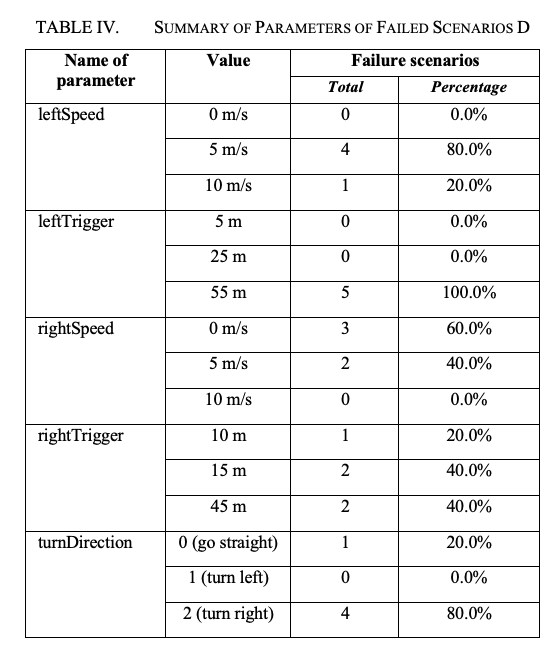 TABLE IV. SUMMARY OF PARAMETERS OF FAILED SCENARIOS D
Name of parameter Value Failure scenarios
Total Percentage
leftSpeed 0 m/s 0 0.0%
5 m/s 4 80.0%
10 m/s 1 20.0%
leftTrigger 5 m 0 0.0%
25 m 0 0.0%
55 m 5 100.0%
rightSpeed 0 m/s 3 60.0%
5 m/s 2 40.0%
10 m/s 0 0.0%
rightTrigger 10 m 1 20.0%
15 m 2 40.0%
45 m 2 40.0%
turnDirection 0 (go straight) 1 20.0%
1 (turn left) 0 0.0%
2 (turn right) 4 80.0%